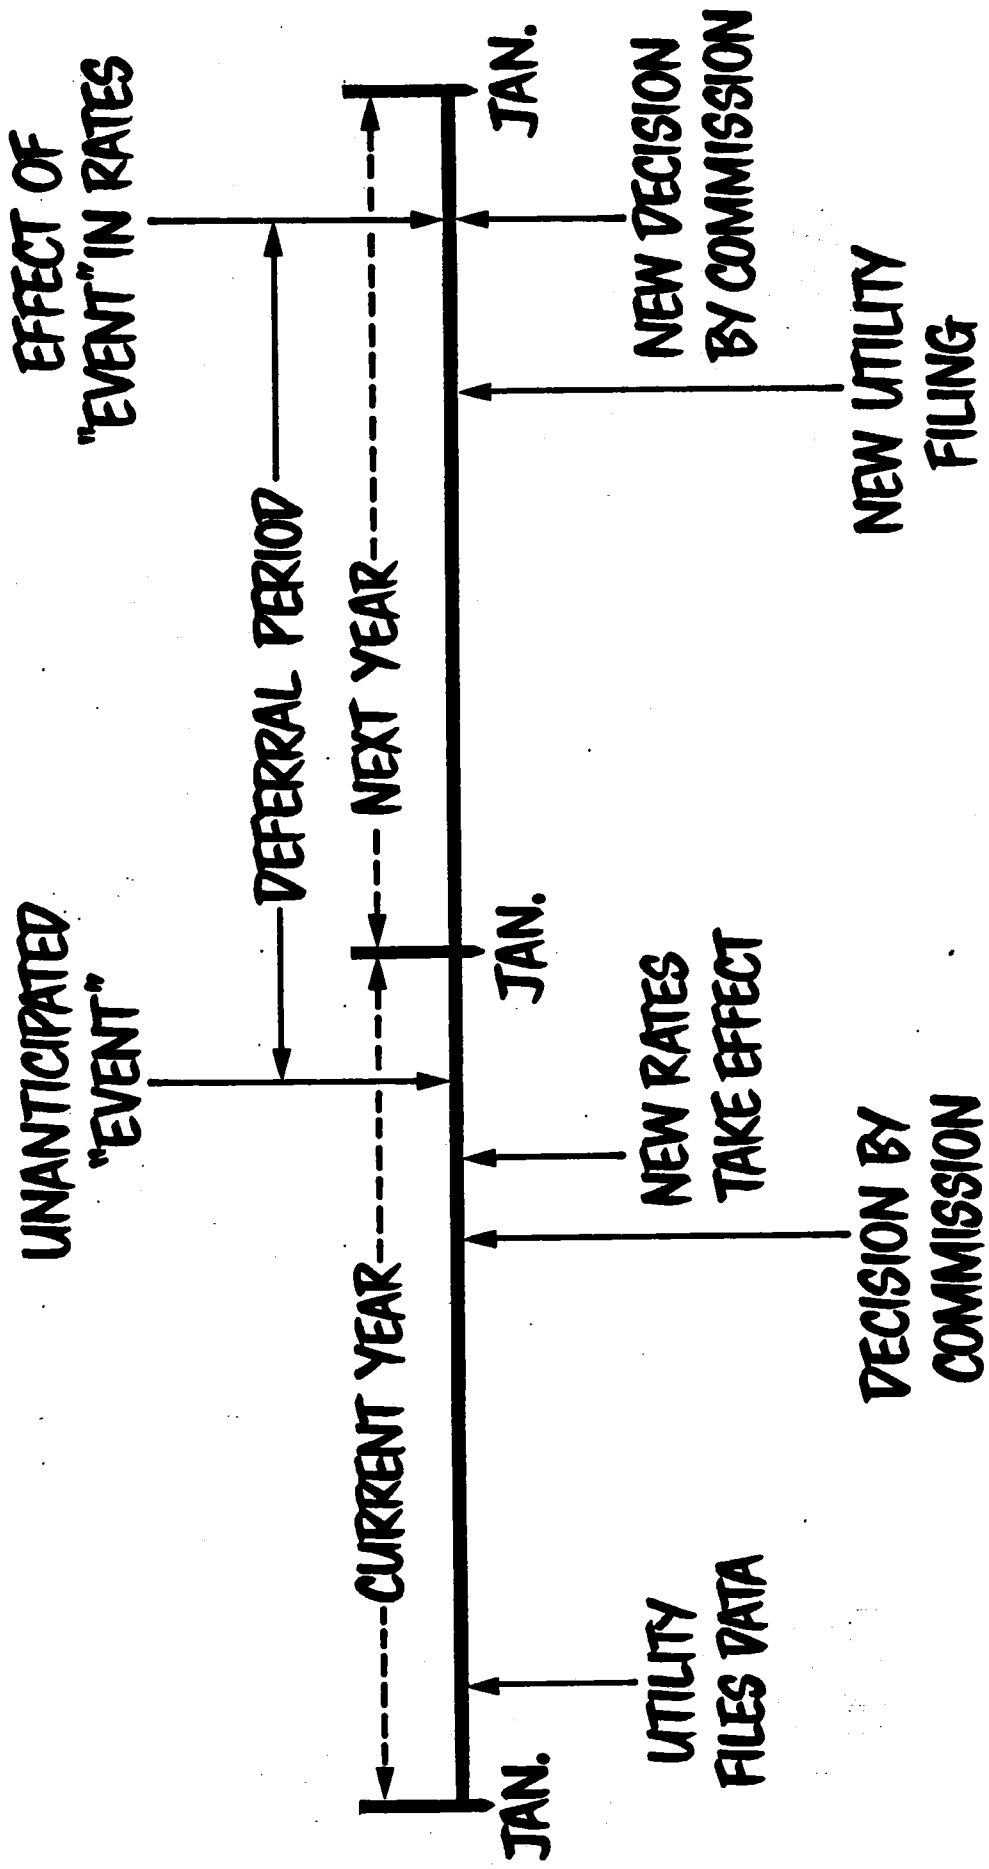 UNANTICIPATED
"EVENT"
EFFECT OF
"EVENT" IN RATES
DEFERRAL PERIOD
CURRENT YEAR
NEXT YEAR
JAN.
JAN.
JAN.
UTILITY
FILES DATA
NEW RATES
TAKE EFFECT
NEW DECISION
BY COMMISSION
DECISION BY
COMMISSION
NEW UTILITY
FILING